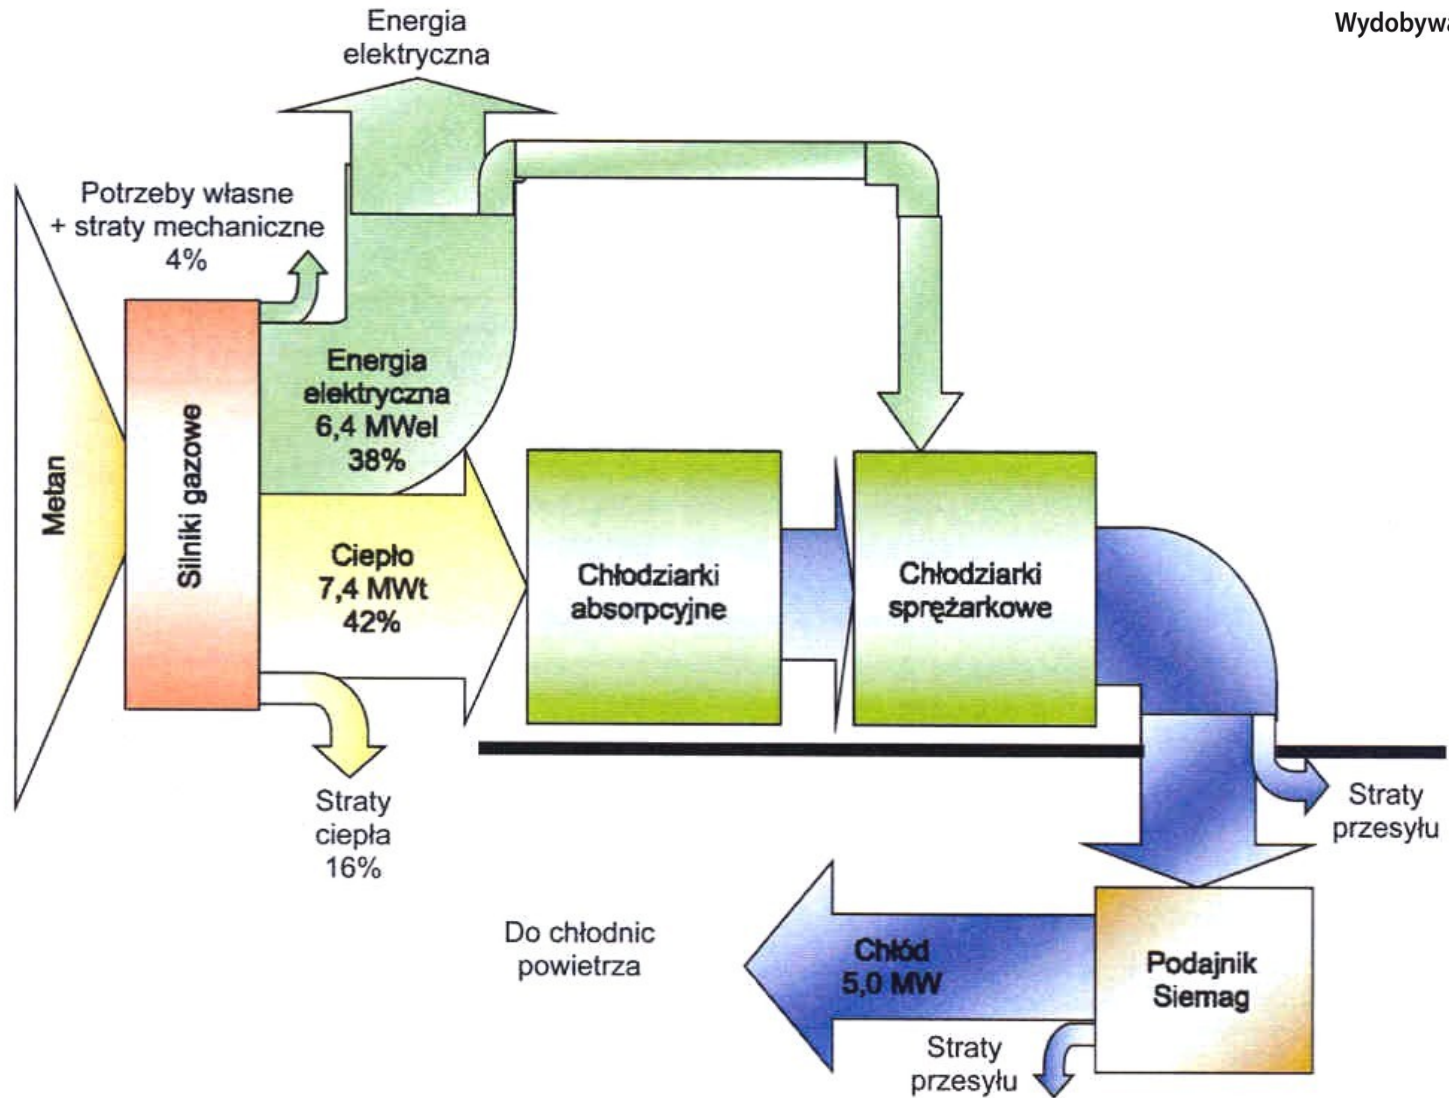 Wydobywa
Energia
elektryczna
Potrzeby własne
+ straty mechaniczne
4%
Energia
elektryczna
6,4 MWel
38%
Metan
Silniki gazowe
Ciepło
7,4 MWt
42%
Chłodziarki
absorpcyjne
Chłodziarki
sprężarkowe
Straty
ciepła
16%
Straty
przesyłu
Do chłodnic
powietrza
Chłód
5,0 MW
Podajnik
Siemag
Straty
przesyłu